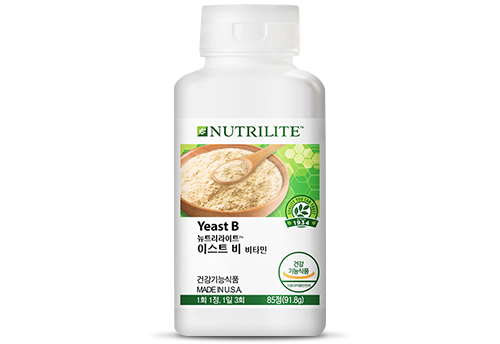 NUTRILITE™
1934
Yeast B
뉴트리라이트™
이스트 비 비타민
건강
기능식품
건강기능식품
MADE IN U.S.A.
1회 1정, 1일 3회
85정(91.8g)